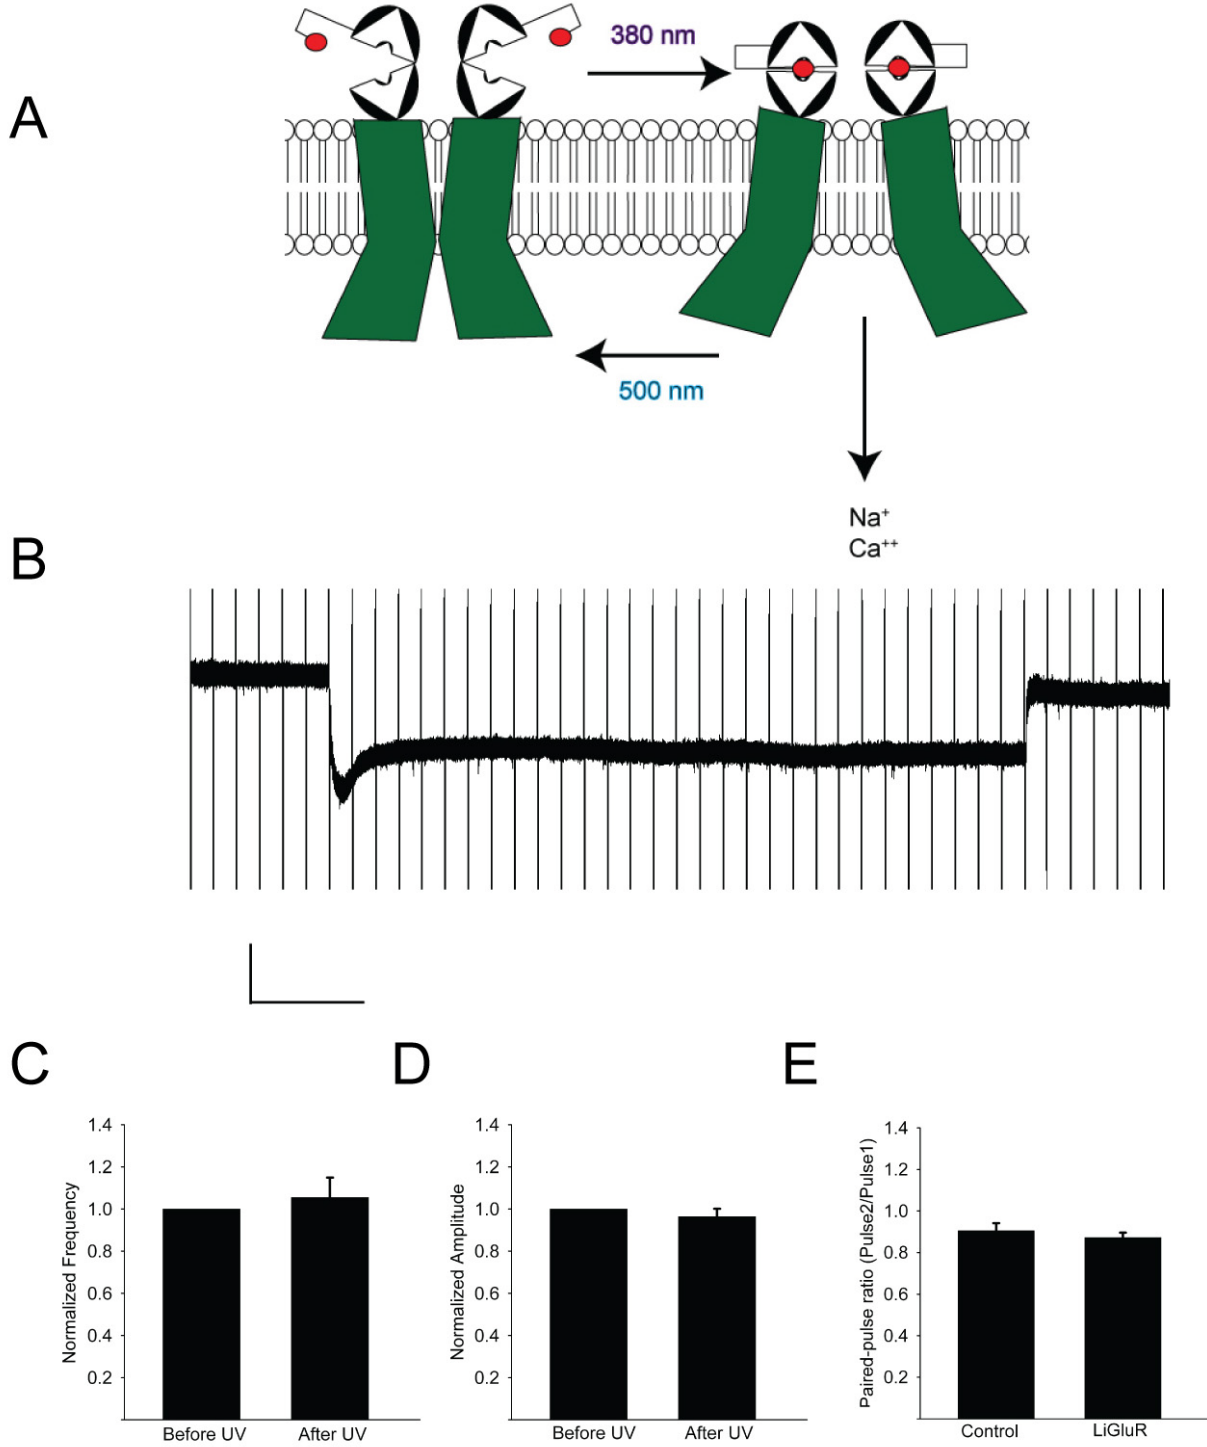 A
380 nm
500 nm
Na⁺
Ca⁺⁺
B
C
Normalized Frequency
1.4
1.2
1.0
0.8
0.6
0.4
0.2
Before UV
After UV
D
Normalized Amplitude
1.4
1.2
1.0
0.8
0.6
0.4
0.2
Before UV
After UV
E
Paired-pulse ratio (Pulse2/Pulse1)
1.4
1.2
1.0
0.8
0.6
0.4
0.2
Control
LiGluR